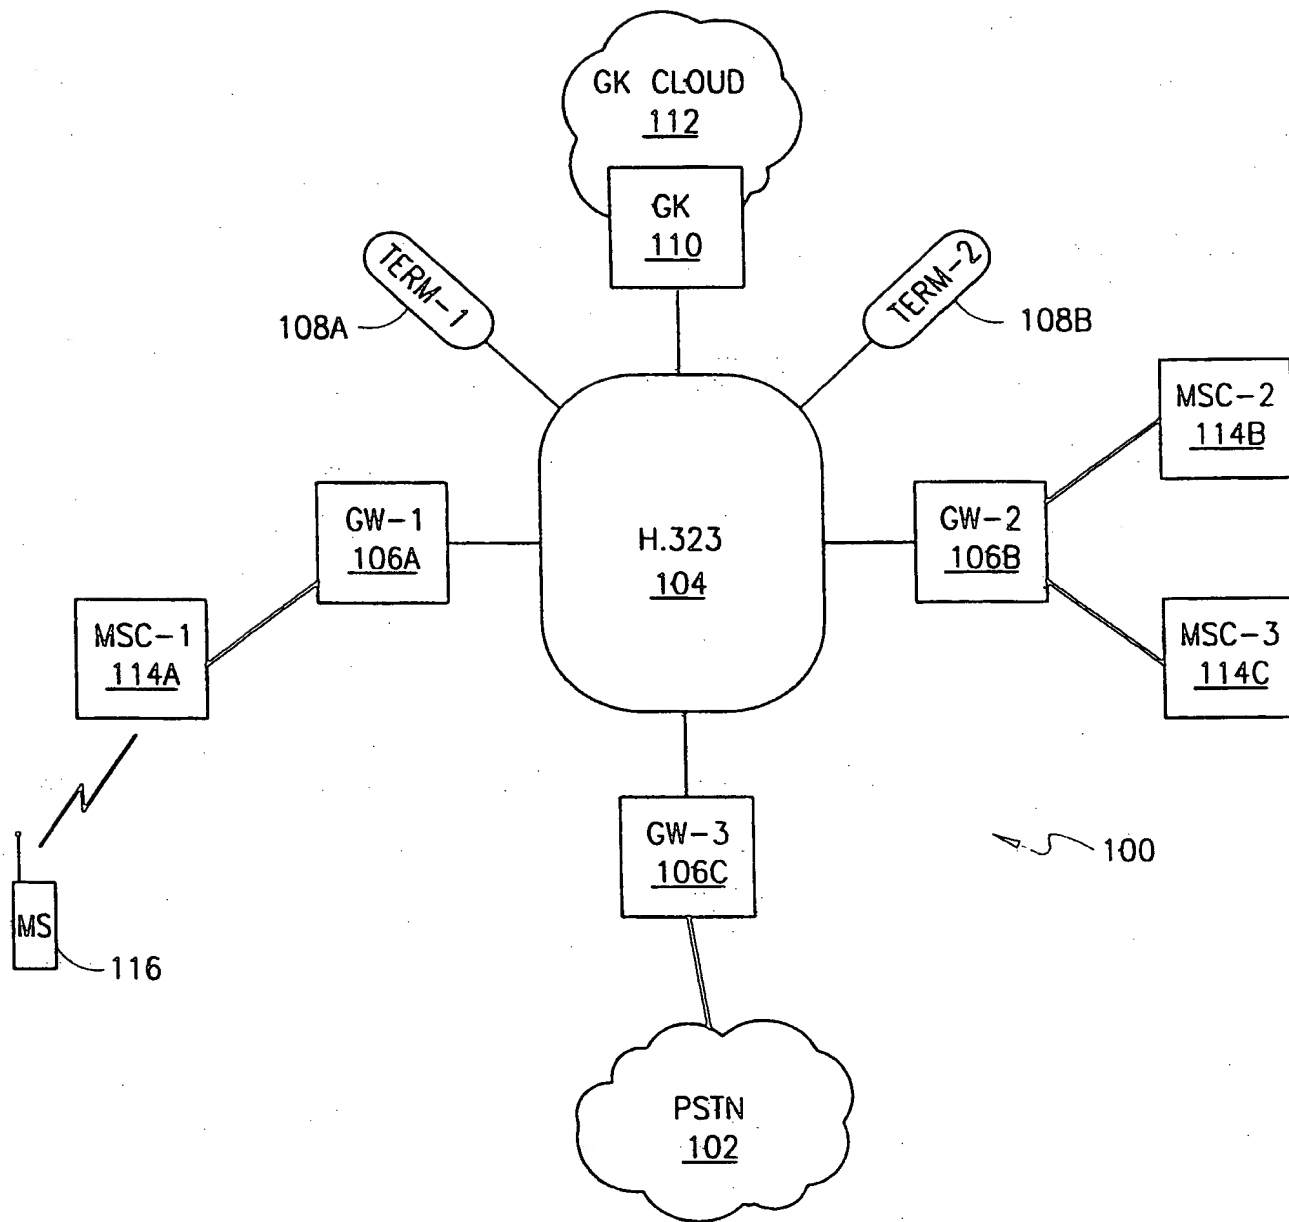 GK CLOUD
112
GK
110
TERM-1
108A
TERM-2
108B
MSC-2
114B
GW-1
106A
H.323
104
GW-2
106B
MSC-1
114A
MSC-3
114C
GW-3
106C
100
MS
116
PSTN
102